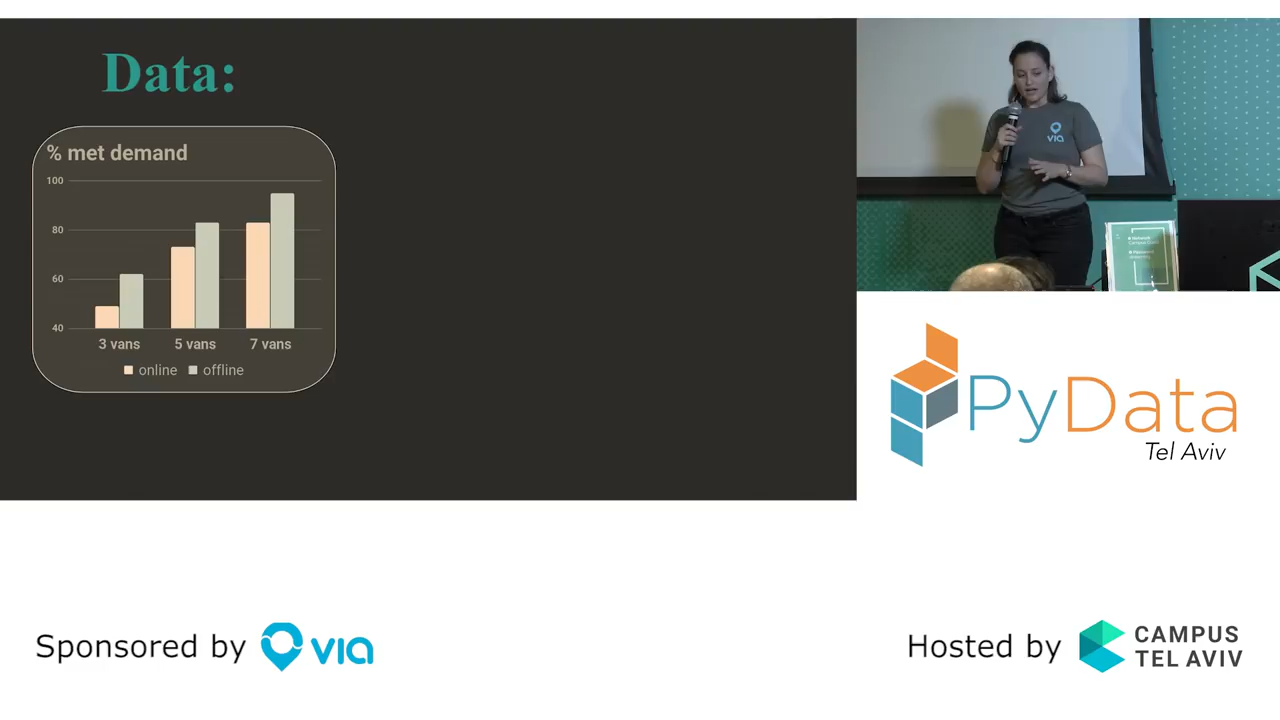 Data:
% met demand
100
80
60
40
3 vans
5 vans
7 vans
online
offline
via
PyData
Tel Aviv
Sponsored by via
Hosted by CAMPUS
TEL AVIV